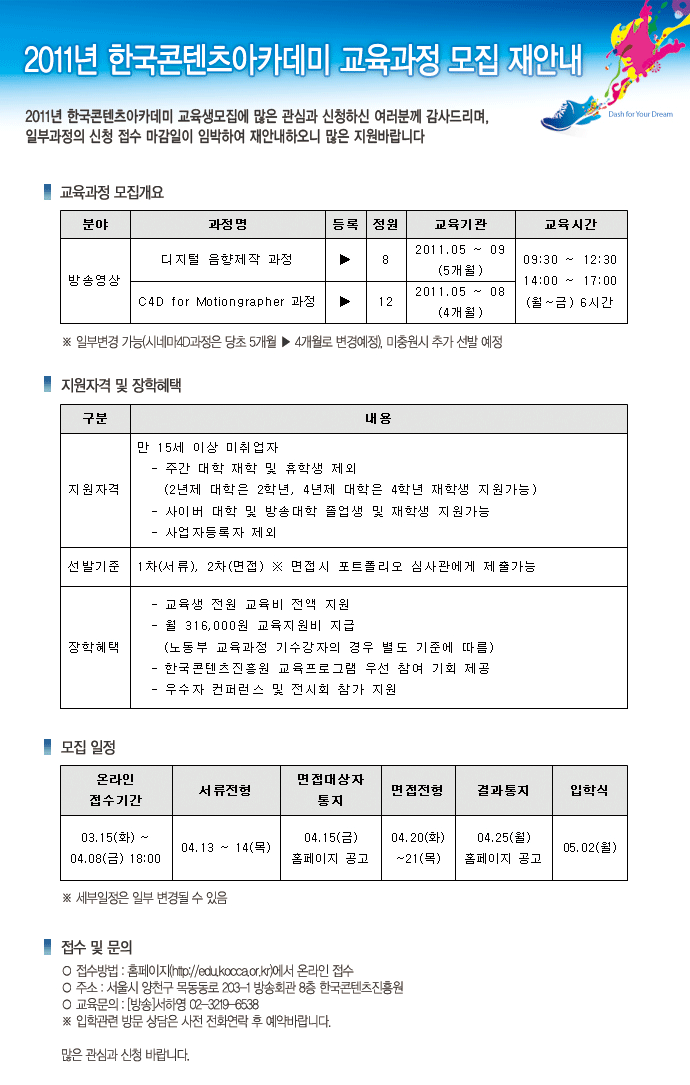 2011년 한국콘텐츠아카데미 교육과정 모집 재안내
Dash for Your Dream
2011년 한국콘텐츠아카데미 교육생모집에 많은 관심과 신청하신 여러분께 감사드리며,
일부과정의 신청 접수 마감일이 임박하여 재안내하오니 많은 지원바랍니다
교육과정 모집개요
분야 과정명 등록 정원 교육기관 교육시간
방송영상 디지털 음향제작 과정 ▶ 8 2011.05 ~ 09
(5개월)
C4D for Motiongrapher 과정 ▶ 12 2011.05 ~ 08
(4개월)
09:30 ~ 12:30
14:00 ~ 17:00
(월~금) 6시간
※ 일부변경 가능(시네마4D과정은 당초 5개월 ▶ 4개월로 변경예정), 미충원시 추가 선발 예정
지원자격 및 장학혜택
구분 내용
지원자격
만 15세 이상 미취업자
- 주간 대학 재학 및 휴학생 제외
(2년제 대학은 2학년, 4년제 대학은 4학년 재학생 지원가능)
- 사이버 대학 및 방송대학 졸업생 및 재학생 지원가능
- 사업자등록자 제외
선발기준 1차(서류), 2차(면접) ※ 면접시 포트폴리오 심사관에게 제출가능
장학혜택
- 교육생 전원 교육비 전액 지원
- 월 316,000원 교육지원비 지급
(노동부 교육과정 기수강자의 경우 별도 기준에 따름)
- 한국콘텐츠진흥원 교육프로그램 우선 참여 기회 제공
- 우수자 컨퍼런스 및 전시회 참가 지원
모집 일정
온라인
접수기간
서류전형
면접대상자
통지
면접전형
결과통지
입학식
03.15(화) ~
04.08(금) 18:00
04.13 ~ 14(목)
04.15(금)
홈페이지 공고
04.20(화)
~21(목)
04.25(월)
홈페이지 공고
05.02(월)
※ 세부일정은 일부 변경될 수 있음
접수 및 문의
○ 접수방법 : 홈페이지(http://edu.kocca.or.kr)에서 온라인 접수
○ 주소 : 서울시 양천구 목동동로 203-1 방송회관 8층 한국콘텐츠진흥원
○ 교육문의 : [방송]서하영 02-3219-6538
※ 입학관련 방문 상담은 사전 전화연락 후 예약바랍니다.
많은 관심과 신청 바랍니다.